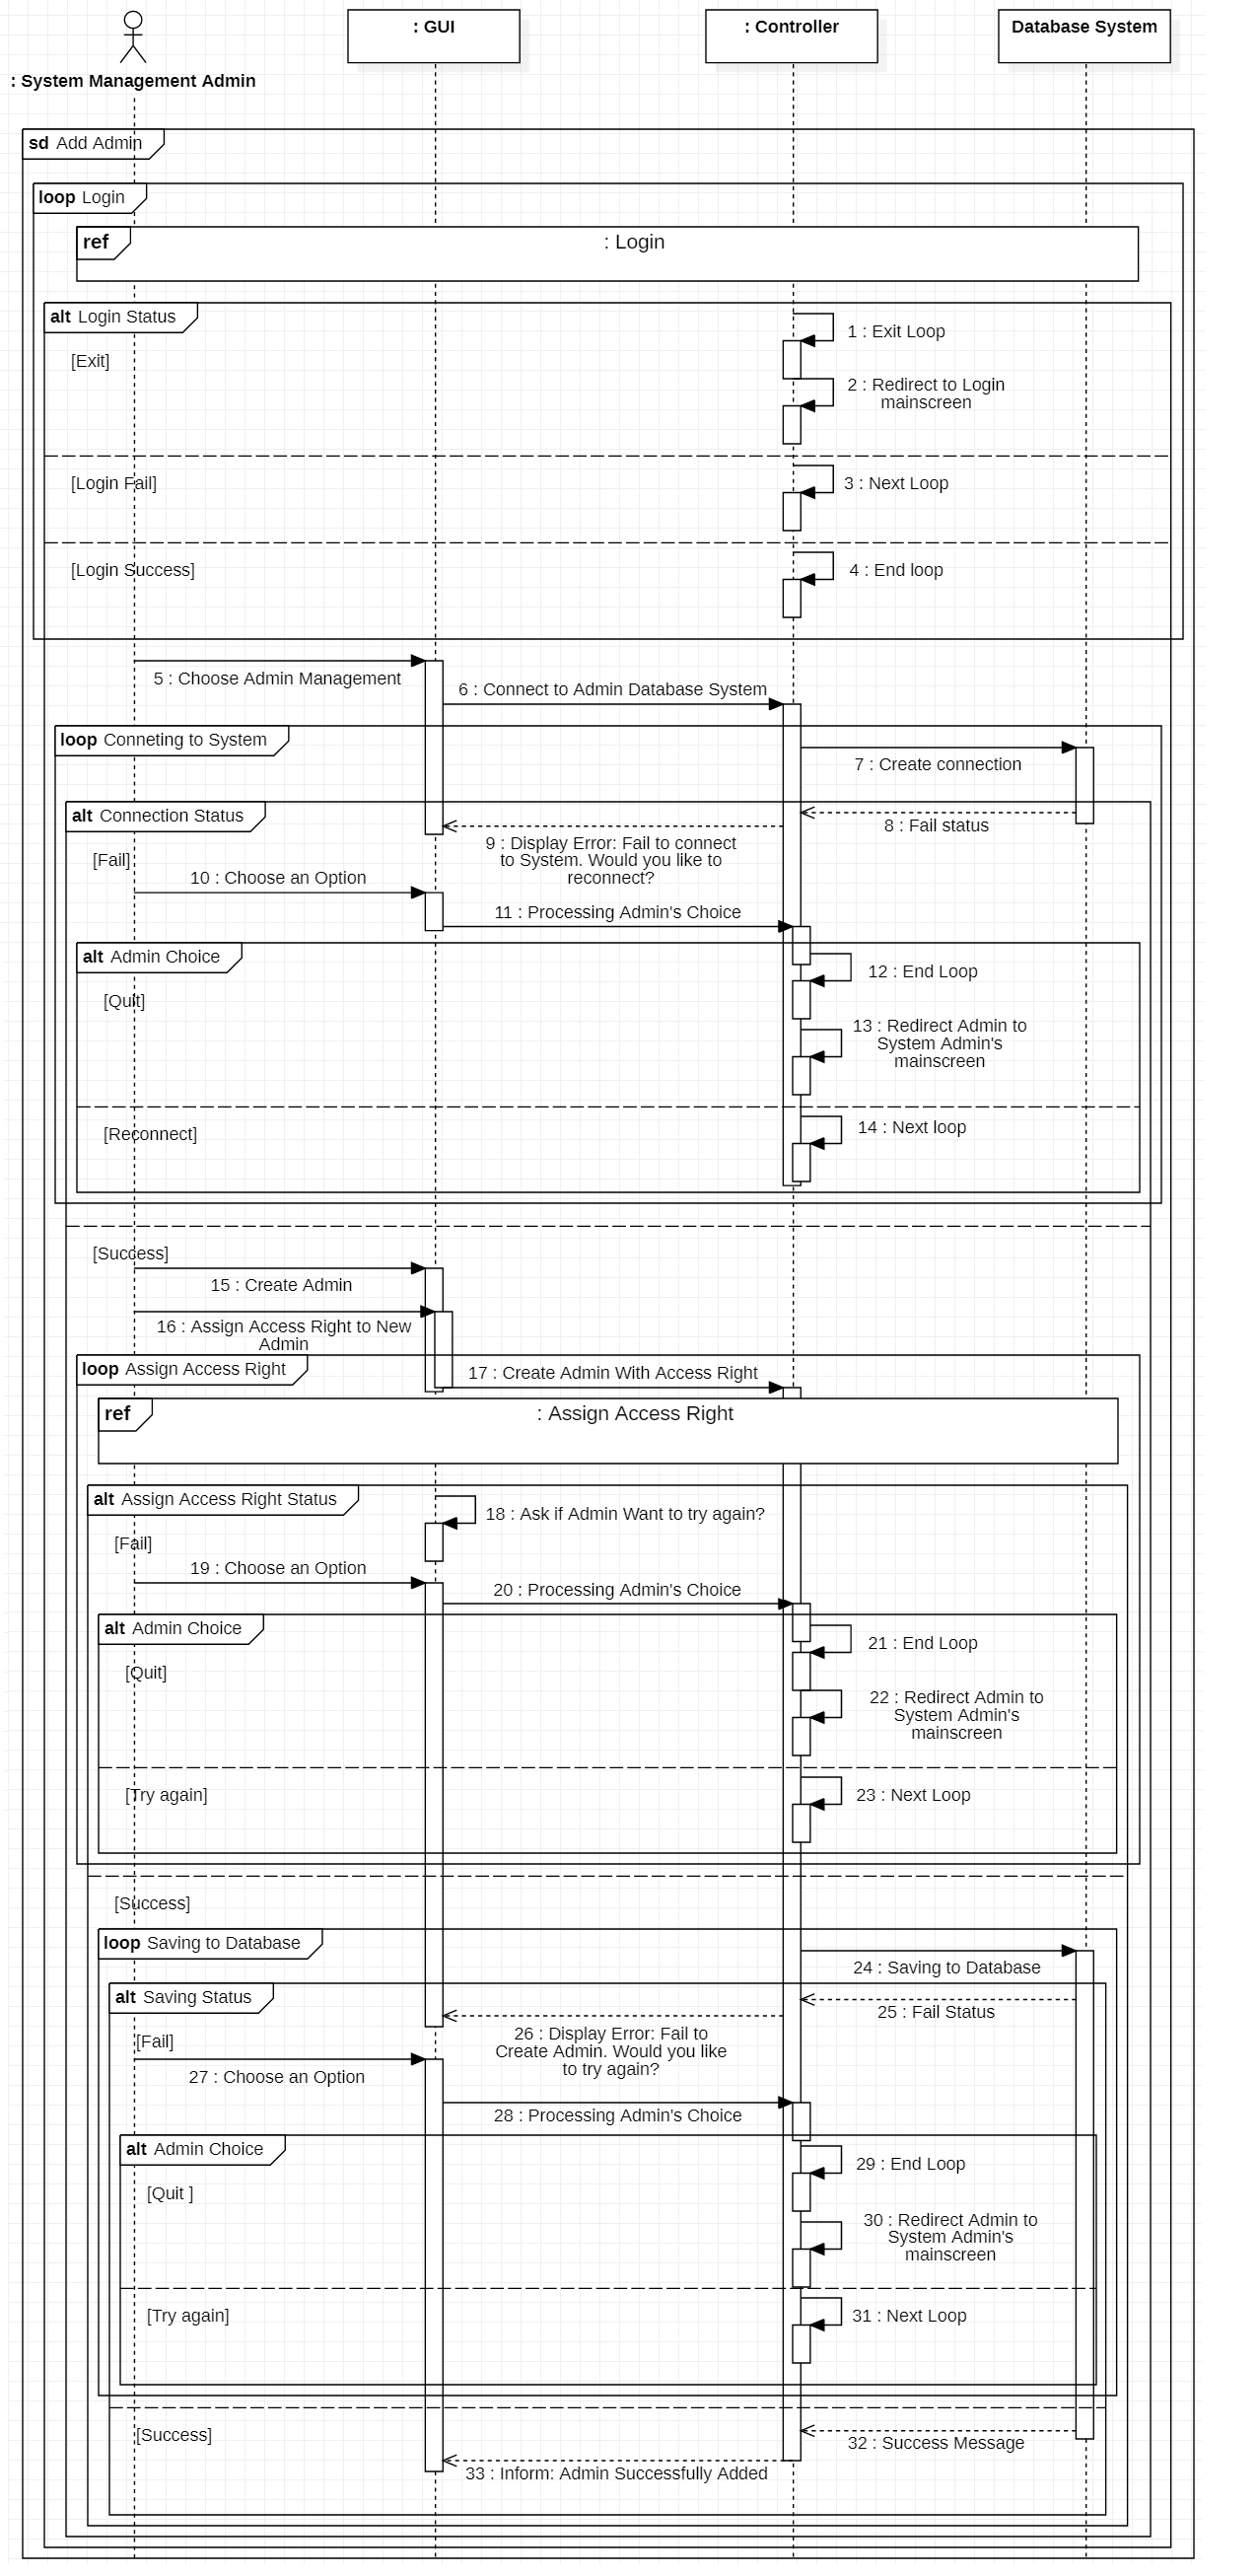 : GUI
: Controller
Database System
: System Management Admin
sd Add Admin
loop Login
ref
: Login
alt Login Status
1 : Exit Loop
[Exit]
2 : Redirect to Login
mainscreen
[Login Fail]
3 : Next Loop
[Login Success]
4 : End loop
5 : Choose Admin Management
6 : Connect to Admin Database System
loop Conneting to System
7 : Create connection
alt Connection Status
8 : Fail status
9 : Display Error: Fail to connect
to System. Would you like to
reconnect?
[Fail]
10 : Choose an Option
11 : Processing Admin's Choice
alt Admin Choice
12 : End Loop
[Quit]
13 : Redirect Admin to
System Admin's
mainscreen
[Reconnect]
14 : Next loop
[Success]
15 : Create Admin
16 : Assign Access Right to New
Admin
loop Assign Access Right
17 : Create Admin With Access Right
ref
: Assign Access Right
alt Assign Access Right Status
18 : Ask if Admin Want to try again?
[Fail]
19 : Choose an Option
20 : Processing Admin's Choice
alt Admin Choice
21 : End Loop
[Quit]
22 : Redirect Admin to
System Admin's
mainscreen
[Try again]
23 : Next Loop
[Success]
loop Saving to Database
24 : Saving to Database
alt Saving Status
25 : Fail Status
26 : Display Error: Fail to
Create Admin. Would you like
to try again?
[Fail]
27 : Choose an Option
28 : Processing Admin's Choice
alt Admin Choice
29 : End Loop
[Quit ]
30 : Redirect Admin to
System Admin's
mainscreen
[Try again]
31 : Next Loop
[Success]
32 : Success Message
33 : Inform: Admin Successfully Added